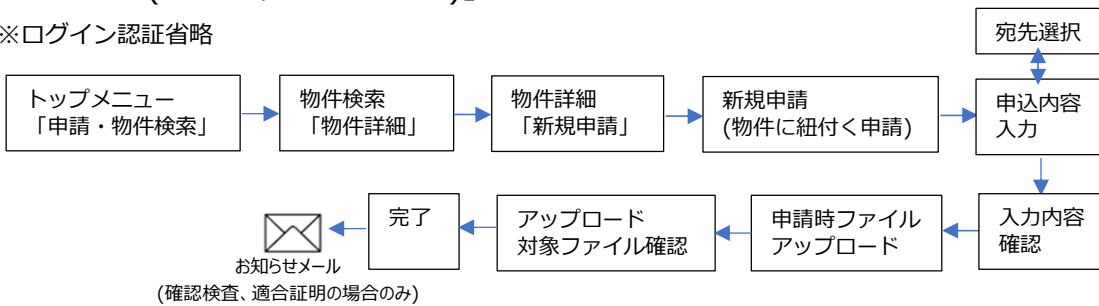 ※ログイン認証省略
宛先選択
トップメニュー
「申請・物件検索」
物件検索
「物件詳細」
物件詳細
「新規申請」
新規申請
(物件に紐付く申請)
申込内容
入力
入力内容
確認
申請時ファイル
アップロード
アップロード
対象ファイル確認
完了
お知らせメール
(確認検査、適合証明の場合のみ)